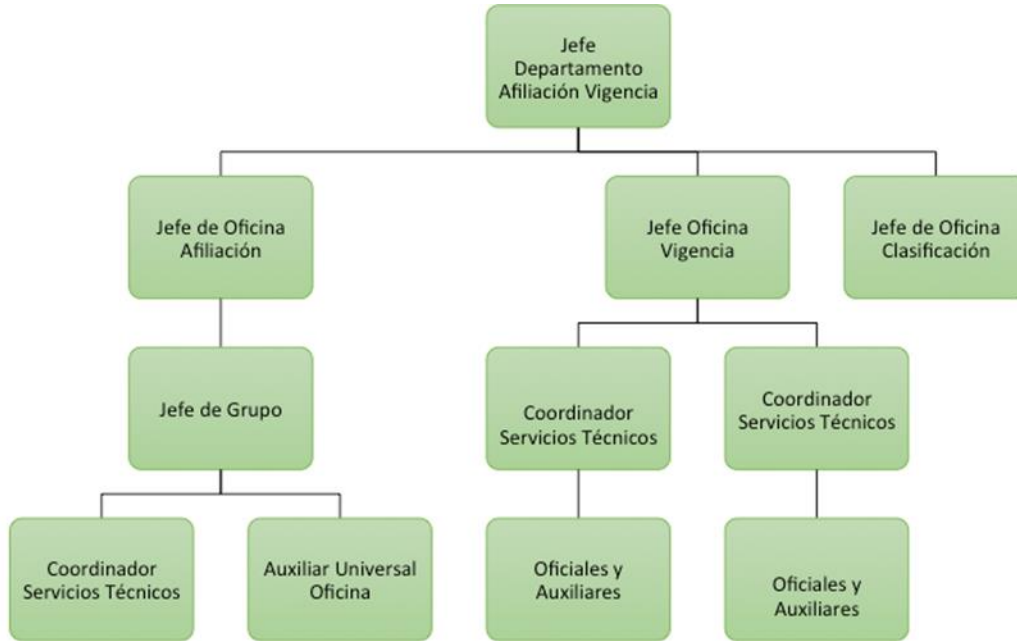 Jefe
Departamento
Afiliación Vigencia
Jefe de Oficina
Afiliación
Jefe Oficina
Vigencia
Jefe de Oficina
Clasificación
Jefe de Grupo
Coordinador
Servicios Técnicos
Coordinador
Servicios Técnicos
Coordinador
Servicios Técnicos
Auxiliar Universal
Oficina
Oficiales y
Auxiliares
Oficiales y
Auxiliares